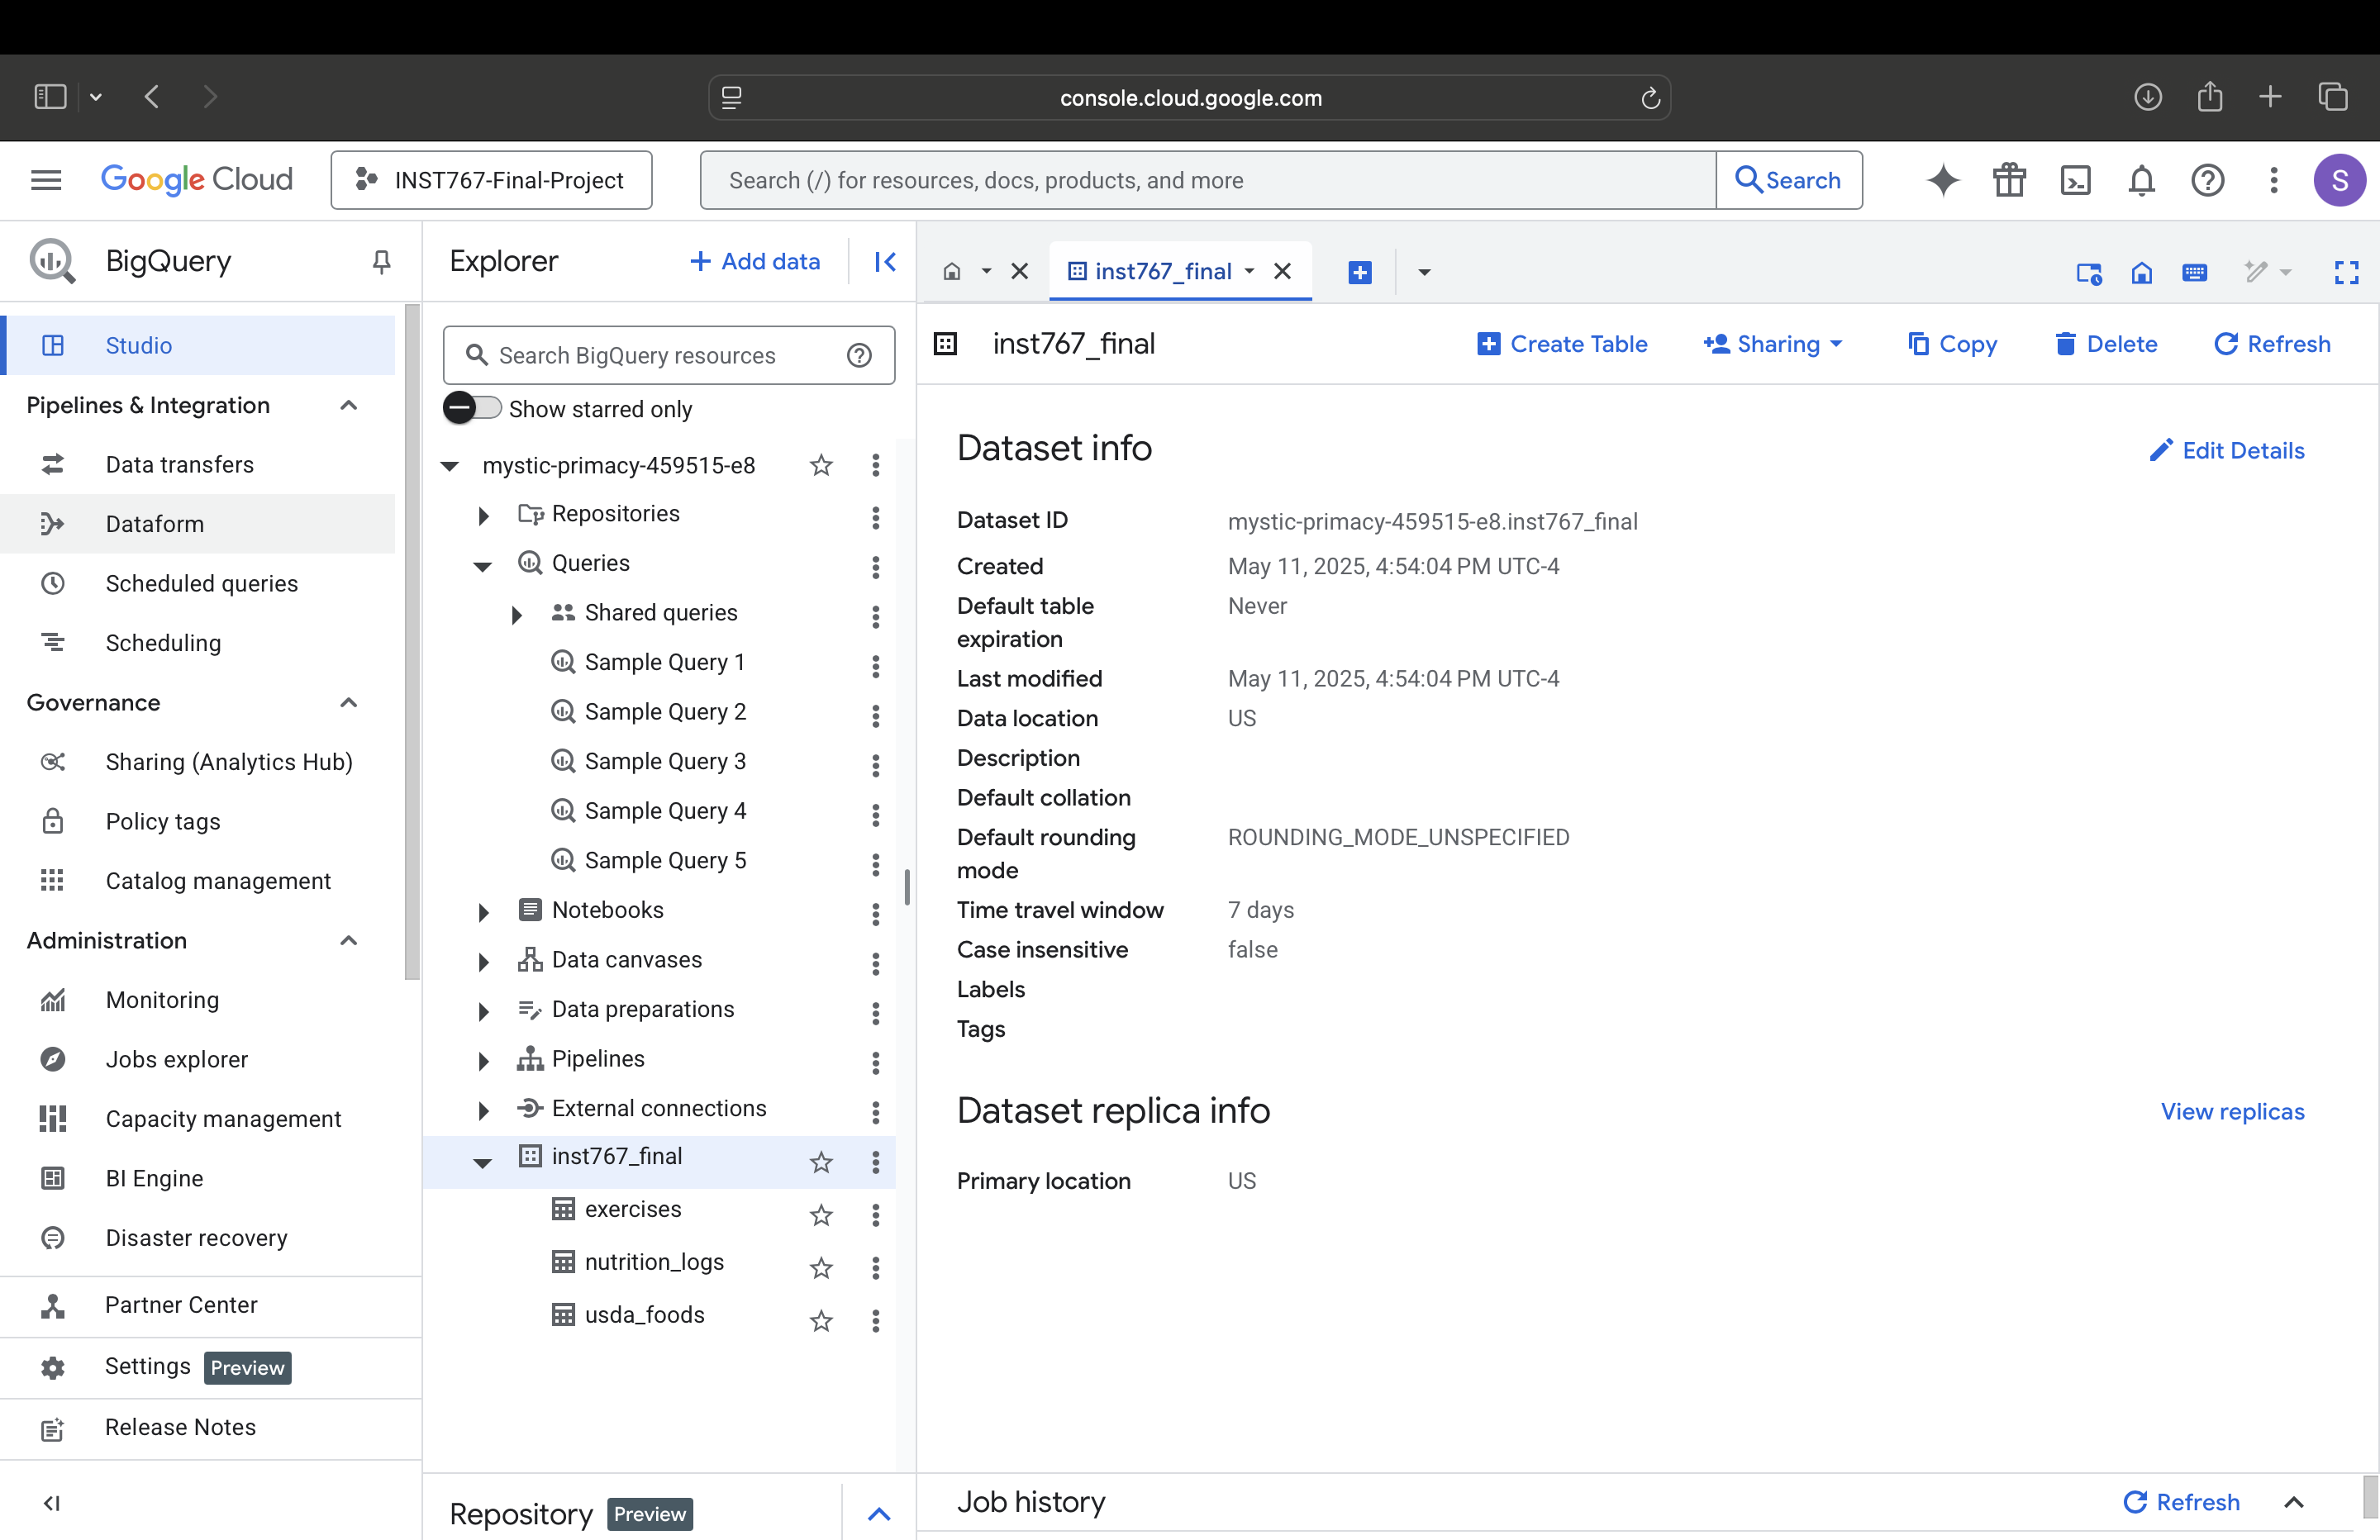 console.cloud.google.com
Google Cloud
INST767-Final-Project
Search (/) for resources, docs, products, and more
Search
S
BigQuery
Studio
Pipelines & Integration
Data transfers
Dataform
Scheduled queries
Scheduling
Governance
Sharing (Analytics Hub)
Policy tags
Catalog management
Administration
Monitoring
Jobs explorer
Capacity management
BI Engine
Disaster recovery
Partner Center
Settings Preview
Release Notes
Explorer
Add data
Search BigQuery resources
Show starred only
mystic-primacy-459515-e8
Repositories
Queries
Shared queries
Sample Query 1
Sample Query 2
Sample Query 3
Sample Query 4
Sample Query 5
Notebooks
Data canvases
Data preparations
Pipelines
External connections
inst767_final
exercises
nutrition_logs
usda_foods
Repository Preview
inst767_final
inst767_final
Create Table
Sharing
Copy
Delete
Refresh
Dataset info
Edit Details
Dataset ID mystic-primacy-459515-e8.inst767_final
Created May 11, 2025, 4:54:04 PM UTC-4
Default table expiration Never
Last modified May 11, 2025, 4:54:04 PM UTC-4
Data location US
Description
Default collation
Default rounding mode ROUNDING_MODE_UNSPECIFIED
Time travel window 7 days
Case insensitive false
Labels
Tags
Dataset replica info
View replicas
Primary location US
Job history
Refresh